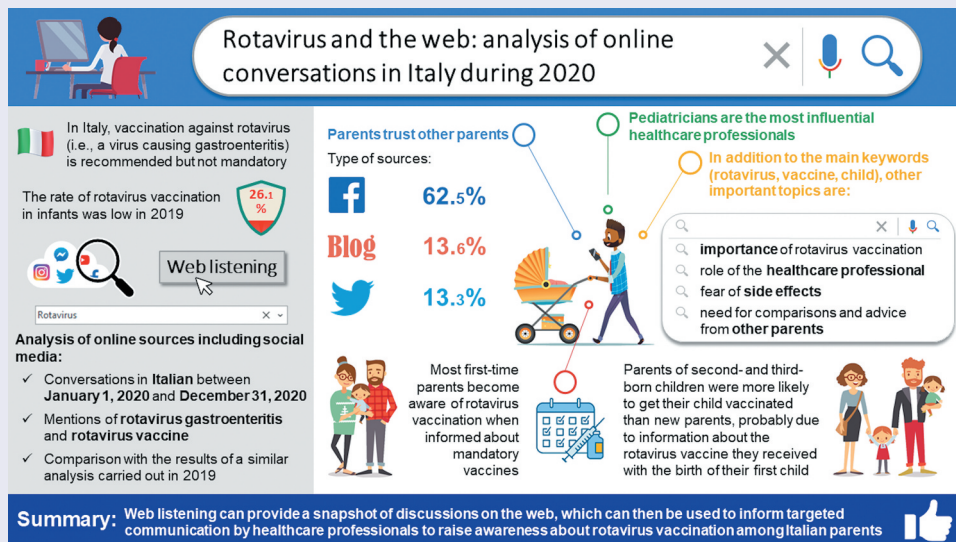 Rotavirus and the web: analysis of online
conversations in Italy during 2020
In Italy, vaccination against rotavirus
(i.e., a virus causing gastroenteritis)
is recommended but not mandatory
The rate of rotavirus vaccination
in infants was low in 2019
26.1
%
Web listening
Rotavirus
Analysis of online sources including social
media:
✓ Conversations in Italian between
January 1, 2020 and December 31, 2020
✓ Mentions of rotavirus gastroenteritis
and rotavirus vaccine
✓ Comparison with the results of a similar
analysis carried out in 2019
Parents trust other parents
Type of sources:
62.5%
Blog 13.6%
13.3%
Pediatricians are the most influential
healthcare professionals
In addition to the main keywords
(rotavirus, vaccine, child), other
important topics are:
importance of rotavirus vaccination
role of the healthcare professional
fear of side effects
need for comparisons and advice
from other parents
Most first-time
parents become
aware of rotavirus
vaccination when
informed about
mandatory
vaccines
Parents of second- and third-
born children were more likely
to get their child vaccinated
than new parents, probably due
to information about the
rotavirus vaccine they received
with the birth of their first child
Summary: Web listening can provide a snapshot of discussions on the web, which can then be used to inform targeted
communication by healthcare professionals to raise awareness about rotavirus vaccination among Italian parents